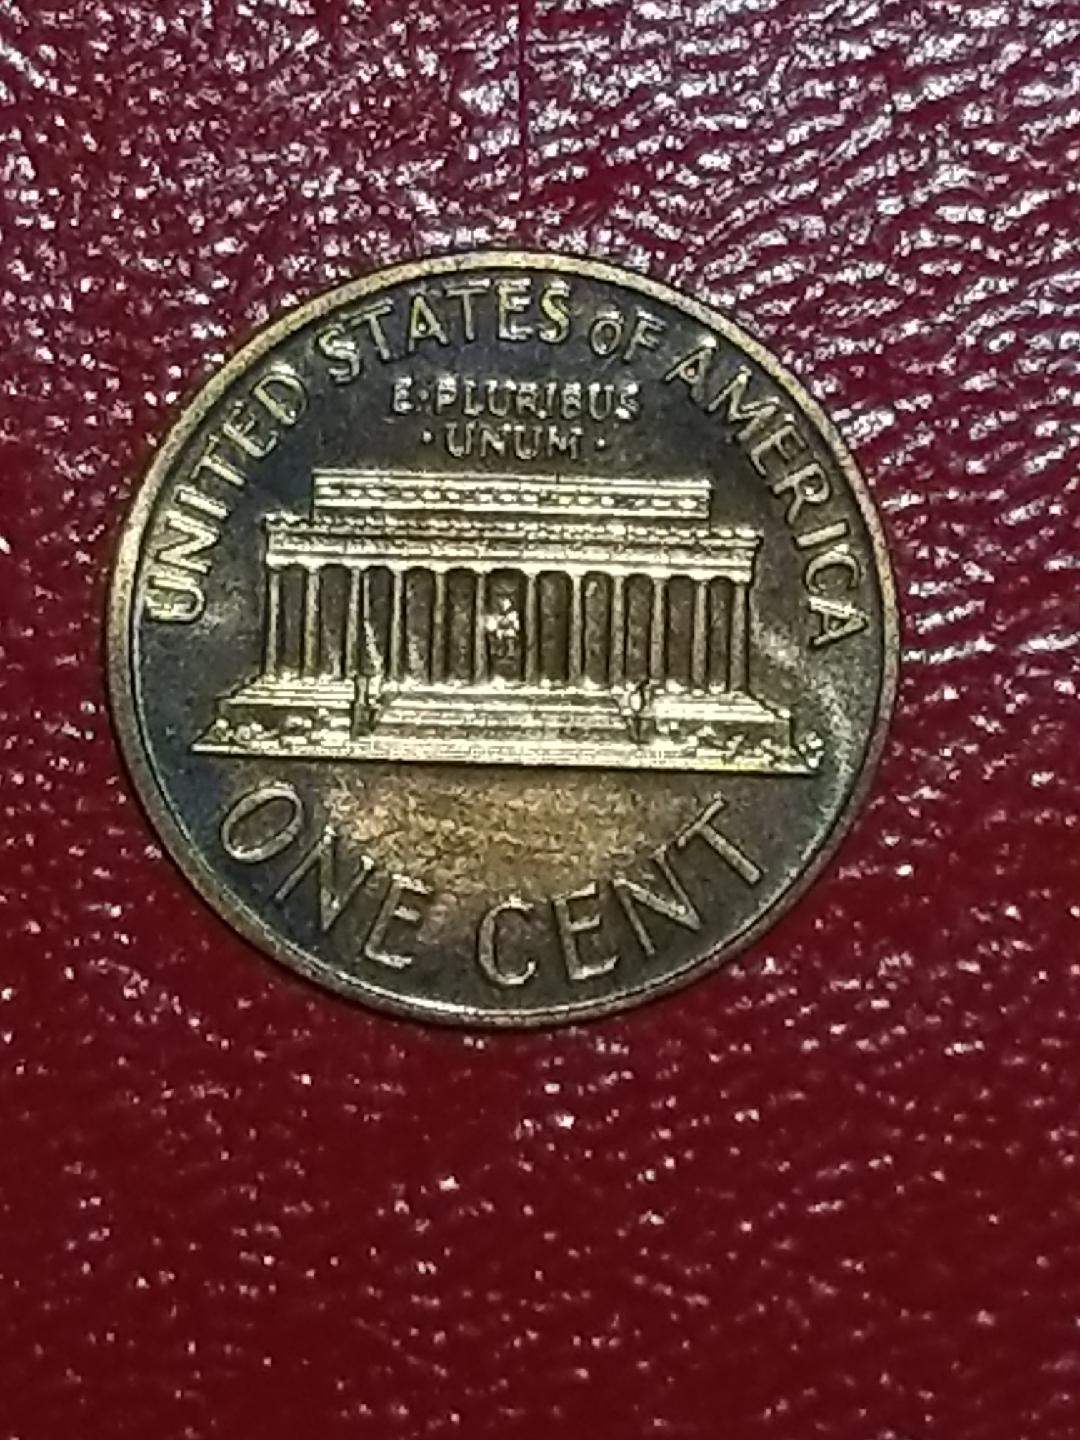 UNITED STATES OF AMERICA
E·PLURIBUS
·UNUM·
ONE CENT